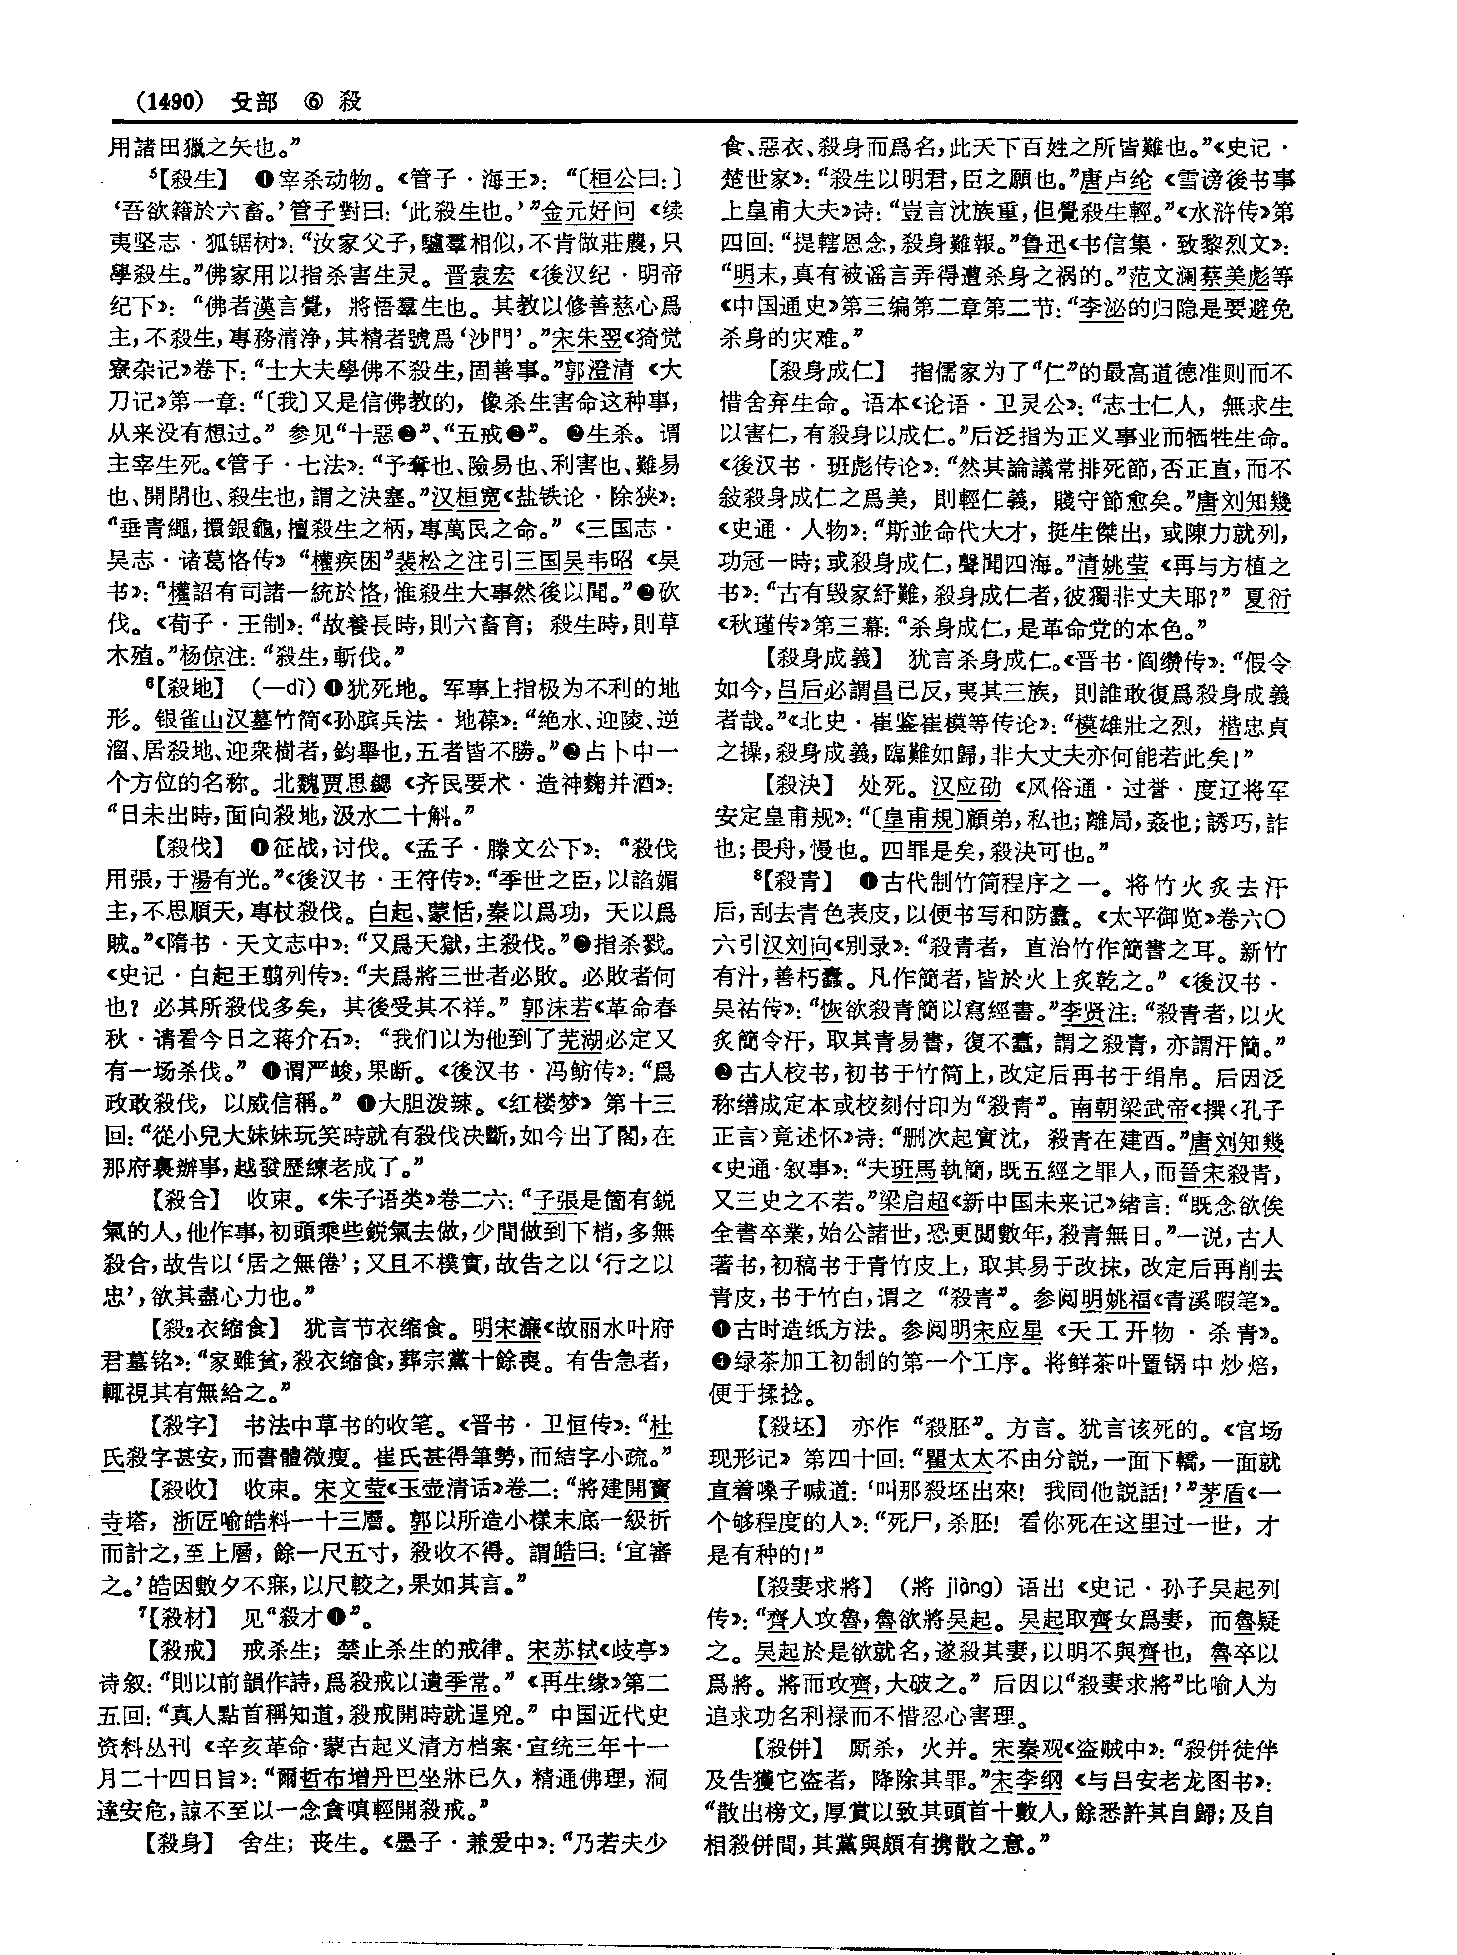 (1490) 殳部 ⑥ 殺
用諸田獵之矢也。”
⁵【殺生】 ❶宰杀动物。《管子·海王》：“〔桓公曰：〕
‘吾欲籍於六畜。’管子對曰：‘此殺生也。’”金元好问《续
夷坚志·狐锯树》：“汝家父子，驢羣相似，不肯做莊農，只
學殺生。”佛家用以指杀害生灵。晋袁宏《後汉纪·明帝
纪下》：“佛者漢言覺，將悟羣生也。其教以修善慈心爲
主，不殺生，專務清浄，其精者號爲‘沙門’。”宋朱翌《猗觉
寮杂记》卷下：“士大夫學佛不殺生，固善事。”郭澄清《大
刀记》第一章：“〔我〕又是信佛教的，像杀生害命这种事，
从来没有想过。”参见“十惡❷”、“五戒❷”。❷生杀。谓
主宰生死。《管子·七法》：“予奪也、險易也、利害也、難易
也、開閉也、殺生也，謂之決塞。”汉桓宽《盐铁论·除狭》：
“垂青繩，擐銀龜，擅殺生之柄，專萬民之命。”《三国志·
吴志·诸葛恪传》“權疾困”裴松之注引三国吴韦昭《吴
书》：“權詔有司諸一統於恪，惟殺生大事然後以聞。”❸砍
伐。《荀子·王制》：“故養長時，則六畜育；殺生時，則草
木殖。”杨倞注：“殺生，斬伐。”
⁶【殺地】 （—dì）❶犹死地。军事上指极为不利的地
形。银雀山汉墓竹简《孙膑兵法·地葆》：“絶水、迎陵、逆
溜、居殺地、迎衆樹者，鈞舉也，五者皆不勝。”❷占卜中一
个方位的名称。北魏贾思勰《齐民要术·造神麴并酒》：
“日未出時，面向殺地，汲水二十斛。”
【殺伐】 ❶征战，讨伐。《孟子·滕文公下》：“殺伐
用張，于湯有光。”《後汉书·王符传》：“季世之臣，以諂媚
主，不思順天，專杖殺伐。白起、蒙恬，秦以爲功，天以爲
賊。”《隋书·天文志中》：“又爲天獄，主殺伐。”❷指杀戮。
《史记·白起王翦列传》：“夫爲將三世者必敗。必敗者何
也？必其所殺伐多矣，其後受其不祥。”郭沫若《革命春
秋·请看今日之蒋介石》：“我们以为他到了芜湖必定又
有一场杀伐。”❸谓严峻，果断。《後汉书·冯鲂传》：“爲
政敢殺伐，以威信稱。”❹大胆泼辣。《红楼梦》第十三
回：“從小兒大妹妹玩笑時就有殺伐决斷，如今出了閣，在
那府裏辦事，越發歷練老成了。”
【殺合】 收束。《朱子语类》卷二六：“子張是箇有鋭
氣的人，他作事，初頭乘些鋭氣去做，少間做到下梢，多無
殺合，故告以‘居之無倦’；又且不樸實，故告之以‘行之以
忠’，欲其盡心力也。”
【殺₂衣縮食】 犹言节衣缩食。明宋濂《故丽水叶府
君墓铭》：“家雖貧，殺衣縮食，葬宗黨十餘喪。有告急者，
輒視其有無給之。”
【殺字】 书法中草书的收笔。《晋书·卫恒传》：“杜
氏殺字甚安，而書體微瘦。崔氏甚得筆勢，而結字小疏。”
【殺收】 收束。宋文莹《玉壶清话》卷二：“將建開寶
寺塔，浙匠喻皓料一十三層。郭以所造小樣末底一級折
而計之，至上層，餘一尺五寸，殺收不得。謂皓曰：‘宜審
之。’皓因數夕不寐，以尺較之，果如其言。”
⁷【殺材】 见“殺才❶”。
【殺戒】 戒杀生；禁止杀生的戒律。宋苏轼《歧亭》
诗叙：“則以前韻作詩，爲殺戒以遺季常。”《再生缘》第二
五回：“真人點首稱知道，殺戒開時就逞兇。”中国近代史
资料丛刊《辛亥革命·蒙古起义清方档案·宣统三年十一
月二十四日旨》：“爾哲布增丹巴坐牀已久，精通佛理，洞
達安危，諒不至以一念貪嗔輕開殺戒。”
【殺身】 舍生；丧生。《墨子·兼爱中》：“乃若夫少
食、惡衣、殺身而爲名，此天下百姓之所皆難也。”《史记·
楚世家》：“殺生以明君，臣之願也。”唐卢纶《雪谤後书事
上皇甫大夫》诗：“豈言沈族重，但覺殺生輕。”《水浒传》第
四回：“提轄恩念，殺身難報。”鲁迅《书信集·致黎烈文》：
“明末，真有被谣言弄得遭杀身之祸的。”范文澜蔡美彪等
《中国通史》第三编第二章第二节：“李泌的归隐是要避免
杀身的灾难。”
【殺身成仁】 指儒家为了“仁”的最高道德准则而不
惜舍弃生命。语本《论语·卫灵公》：“志士仁人，無求生
以害仁，有殺身以成仁。”后泛指为正义事业而牺牲生命。
《後汉书·班彪传论》：“然其論議常排死節，否正直，而不
敍殺身成仁之爲美，則輕仁義，賤守節愈矣。”唐刘知幾
《史通·人物》：“斯並命代大才，挺生傑出，或陳力就列，
功冠一時；或殺身成仁，聲聞四海。”清姚莹《再与方植之
书》：“古有毁家紓難，殺身成仁者，彼獨非丈夫耶？”夏衍
《秋瑾传》第三幕：“杀身成仁，是革命党的本色。”
【殺身成義】 犹言杀身成仁。《晋书·阎缵传》：“假令
如今，吕后必謂昌已反，夷其三族，則誰敢復爲殺身成義
者哉。”《北史·崔鉴崔模等传论》：“模雄壯之烈，楷忠貞
之操，殺身成義，臨難如歸，非大丈夫亦何能若此矣！”
【殺決】 处死。汉应劭《风俗通·过誉·度辽将军
安定皇甫规》：“〔皇甫規〕顧弟，私也；離局，姦也；誘巧，詐
也；畏舟，慢也。四罪是矣，殺決可也。”
⁸【殺青】 ❶古代制竹简程序之一。将竹火炙去汗
后，刮去青色表皮，以便书写和防蠹。《太平御览》卷六〇
六引汉刘向《别录》：“殺青者，直治竹作簡書之耳。新竹
有汁，善朽蠹。凡作簡者，皆於火上炙乾之。”《後汉书·
吴祐传》：“恢欲殺青簡以寫經書。”李贤注：“殺青者，以火
炙簡令汗，取其青易書，復不蠹，謂之殺青，亦謂汗簡。”
❷古人校书，初书于竹简上，改定后再书于绢帛。后因泛
称缮成定本或校刻付印为“殺青”。南朝梁武帝《撰〈孔子
正言〉竟述怀》诗：“删次起實沈，殺青在建酉。”唐刘知幾
《史通·叙事》：“夫班馬執簡，既五經之罪人，而晉宋殺青，
又三史之不若。”梁启超《新中国未来记》绪言：“既念欲俟
全書卒業，始公諸世，恐更閲數年，殺青無日。”一说，古人
著书，初稿书于青竹皮上，取其易于改抹，改定后再削去
青皮，书于竹白，谓之“殺青”。参阅明姚福《青溪暇笔》。
❸古时造纸方法。参阅明宋应星《天工开物·杀青》。
❹绿茶加工初制的第一个工序。将鲜茶叶置锅中炒焙，
便于揉捻。
【殺坯】 亦作“殺胚”。方言。犹言该死的。《官场
现形记》第四十回：“瞿太太不由分説，一面下轎，一面就
直着嗓子喊道：‘叫那殺坯出來！我同他説話！’”茅盾《一
个够程度的人》：“死尸，杀胚！看你死在这里过一世，才
是有种的！”
【殺妻求將】 （將 jiàng）语出《史记·孙子吴起列
传》：“齊人攻魯，魯欲將吴起。吴起取齊女爲妻，而魯疑
之。吴起於是欲就名，遂殺其妻，以明不與齊也，魯卒以
爲將。將而攻齊，大破之。”后因以“殺妻求將”比喻人为
追求功名利禄而不惜忍心害理。
【殺併】 厮杀，火并。宋秦观《盗贼中》：“殺併徒伴
及告獲它盗者，降除其罪。”宋李纲《与吕安老龙图书》：
“散出榜文，厚賞以致其頭首十數人，餘悉許其自歸；及自
相殺併間，其黨與頗有携散之意。”